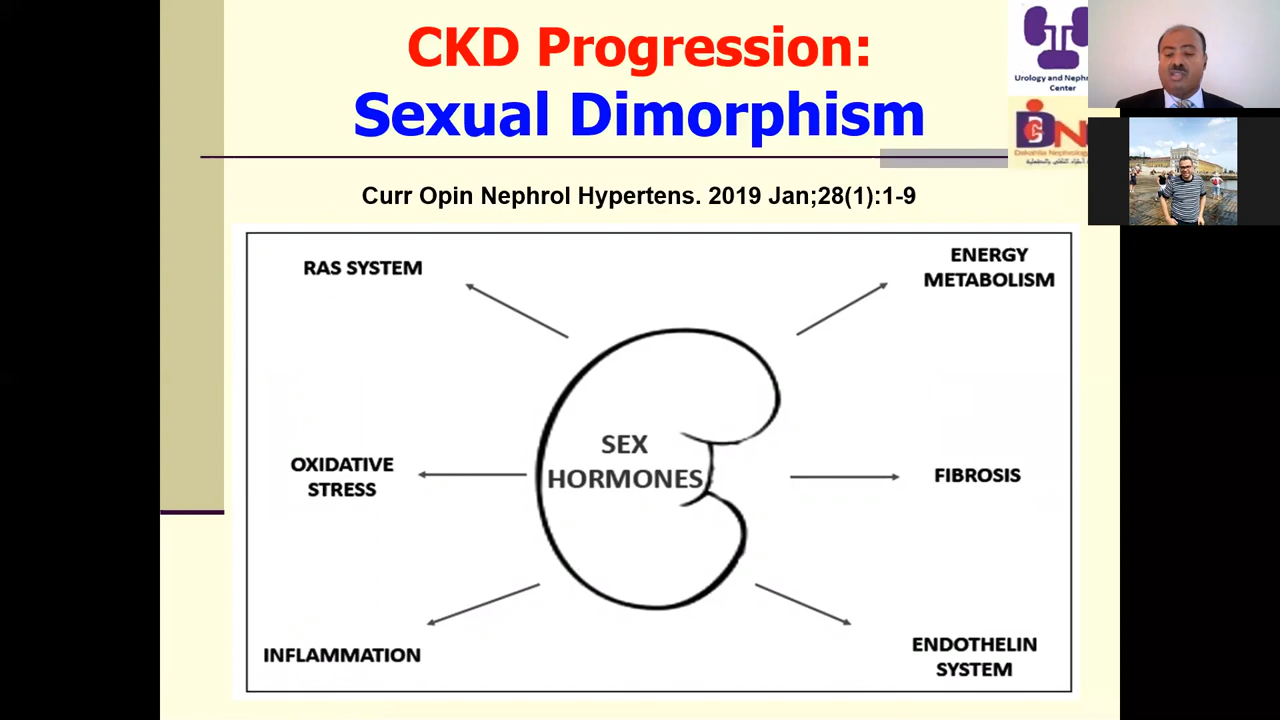 CKD Progression:
Sexual Dimorphism
Urology and Neph
Center
Curr Opin Nephrol Hypertens. 2019 Jan;28(1):1-9
RAS SYSTEM
ENERGY
METABOLISM
SEX
HORMONES
OXIDATIVE
STRESS
FIBROSIS
INFLAMMATION
ENDOTHELIN
SYSTEM